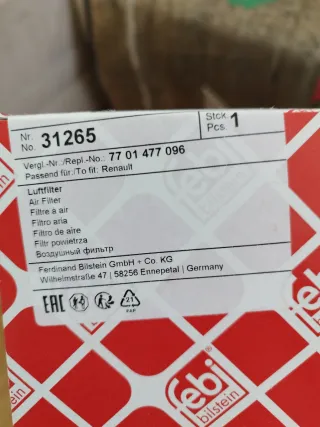 Nr.
No. 31265
Stck
Pcs. 1
Vergl.-Nr.:/Repl.-No.: 77 01 477 096
Passend für:/To fit: Renault
Luftfilter
Air Filter
Filtre a air
Filtro aria
Filtro de aire
Filtr powietrza
Воздушный фильтр
Ferdinand Bilstein GmbH + Co. KG
Wilhelmstraße 47 | 58256 Ennepetal | Germany
EAC
21
PAP
febi
bilstein
febi
bilstein